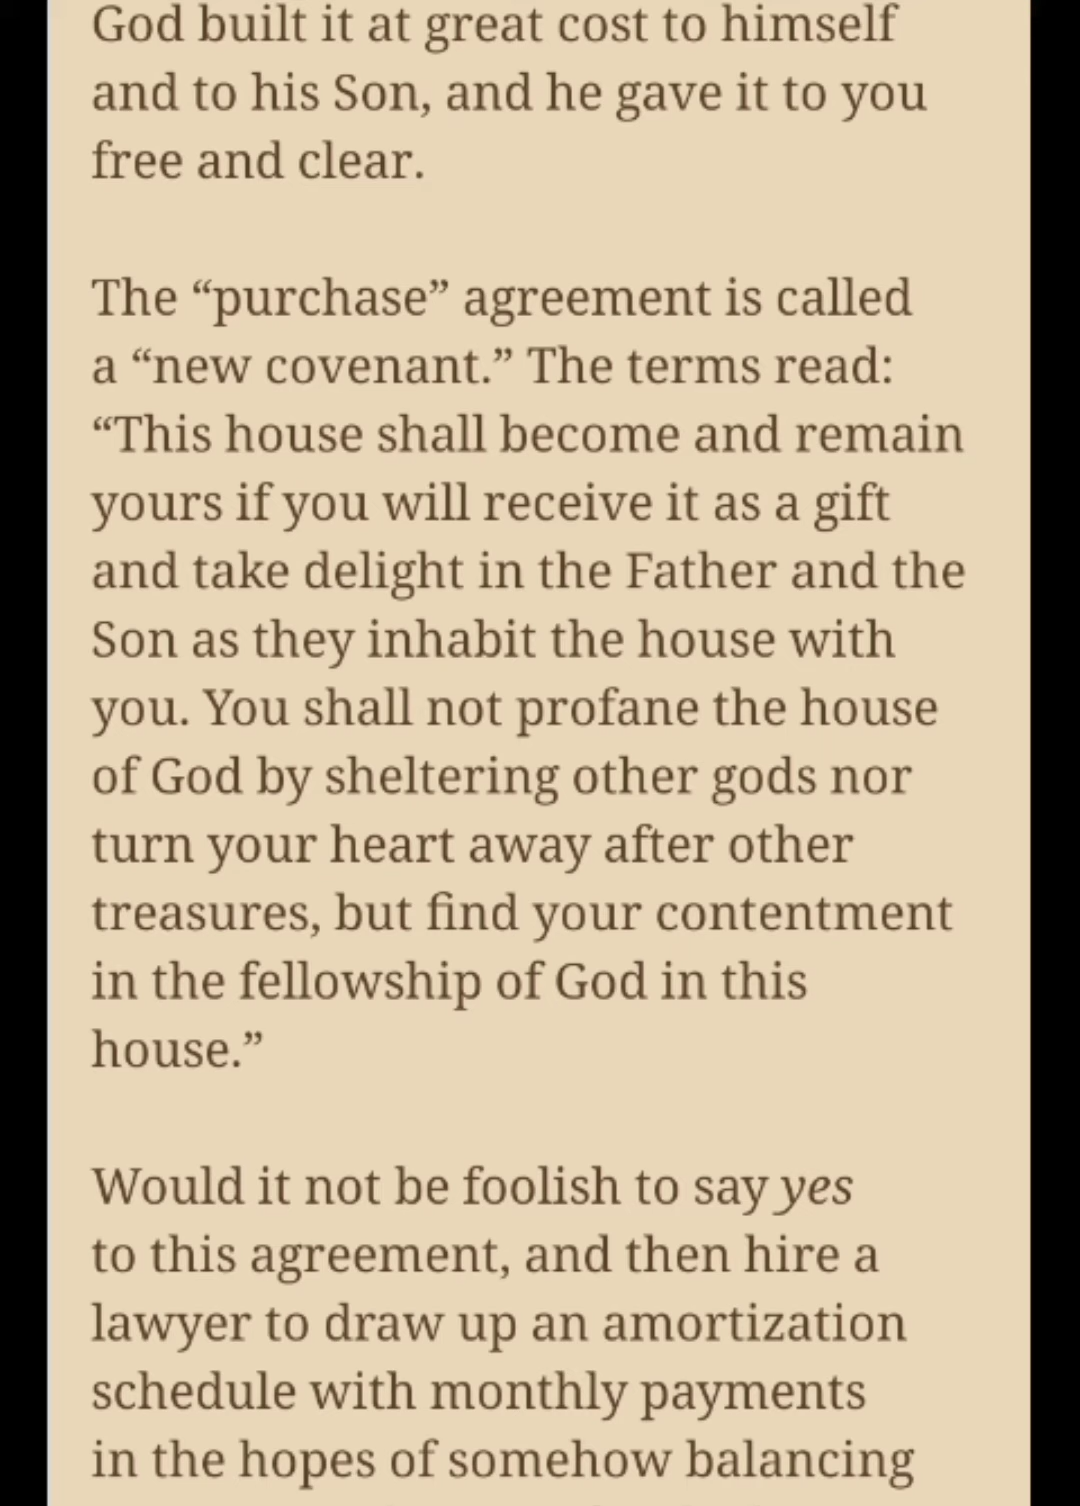 God built it at great cost to himself
and to his Son, and he gave it to you
free and clear.
The “purchase” agreement is called
a “new covenant.” The terms read:
“This house shall become and remain
yours if you will receive it as a gift
and take delight in the Father and the
Son as they inhabit the house with
you. You shall not profane the house
of God by sheltering other gods nor
turn your heart away after other
treasures, but find your contentment
in the fellowship of God in this
house.”
Would it not be foolish to say yes
to this agreement, and then hire a
lawyer to draw up an amortization
schedule with monthly payments
in the hopes of somehow balancing